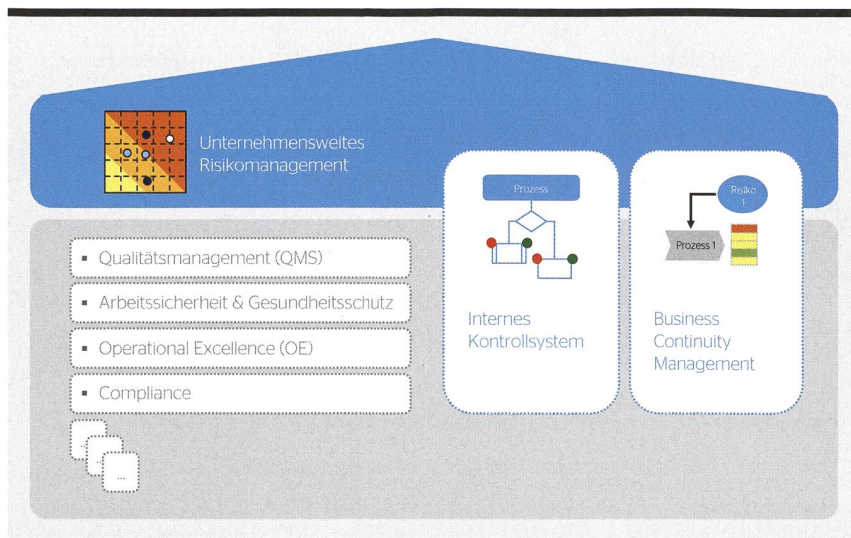 Unternehmensweites
Risikomanagement
Prozess
Risiko
1
Prozess 1
▪ Qualitätsmanagement (QMS)
▪ Arbeitssicherheit & Gesundheitsschutz
▪ Operational Excellence (OE)
▪ Compliance
...
...
...
Internes
Kontrollsystem
Business
Continuity
Management